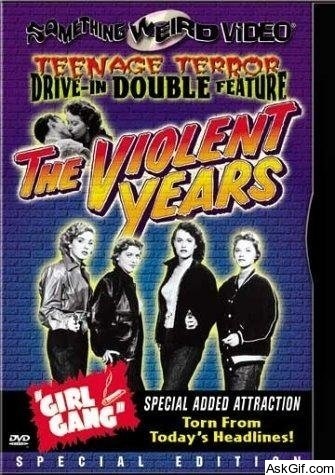 SOMETHING WEIRD VIDEO®
TEENAGE TERROR
DRIVE-IN DOUBLE FEATURE
THE VIOLENT
YEARS
"GIRL
GANG"
SPECIAL ADDED ATTRACTION
Torn From
Today's Headlines!
DVD
SPECIAL EDITION
AskGif.com